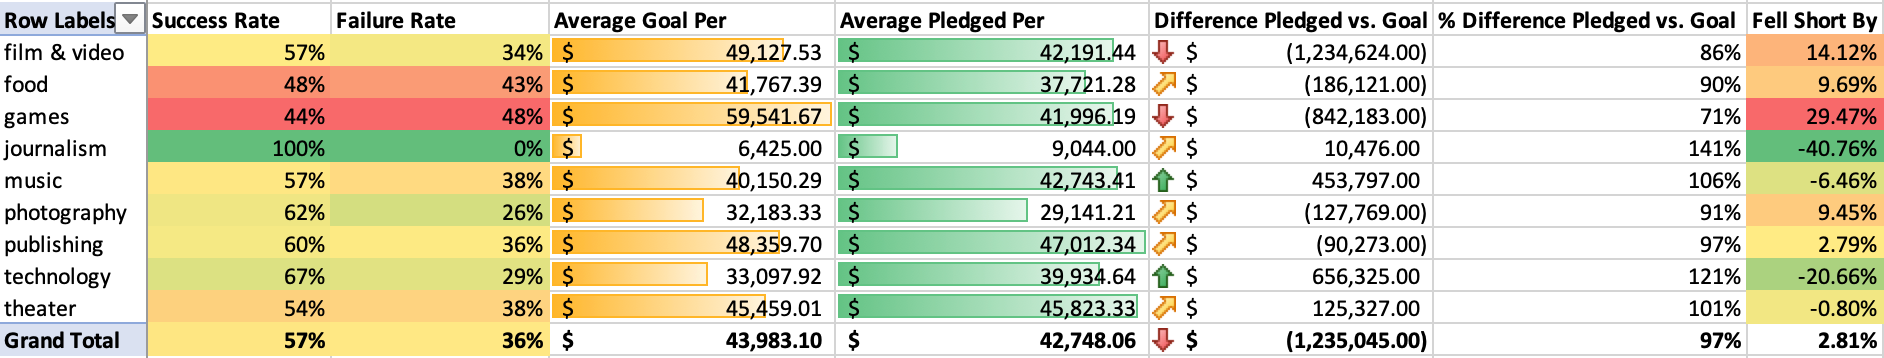 Row Labels Success Rate Failure Rate Average Goal Per Average Pledged Per Difference Pledged vs. Goal % Difference Pledged vs. Goal Fell Short By
film & video 57% 34% $ 49,127.53 $ 42,191.44 $ (1,234,624.00) 86% 14.12%
food 48% 43% $ 41,767.39 $ 37,721.28 $ (186,121.00) 90% 9.69%
games 44% 48% $ 59,541.67 $ 41,996.19 $ (842,183.00) 71% 29.47%
journalism 100% 0% $ 6,425.00 $ 9,044.00 $ 10,476.00 141% -40.76%
music 57% 38% $ 40,150.29 $ 42,743.41 $ 453,797.00 106% -6.46%
photography 62% 26% $ 32,183.33 $ 29,141.21 $ (127,769.00) 91% 9.45%
publishing 60% 36% $ 48,359.70 $ 47,012.34 $ (90,273.00) 97% 2.79%
technology 67% 29% $ 33,097.92 $ 39,934.64 $ 656,325.00 121% -20.66%
theater 54% 38% $ 45,459.01 $ 45,823.33 $ 125,327.00 101% -0.80%
Grand Total 57% 36% $ 43,983.10 $ 42,748.06 $ (1,235,045.00) 97% 2.81%